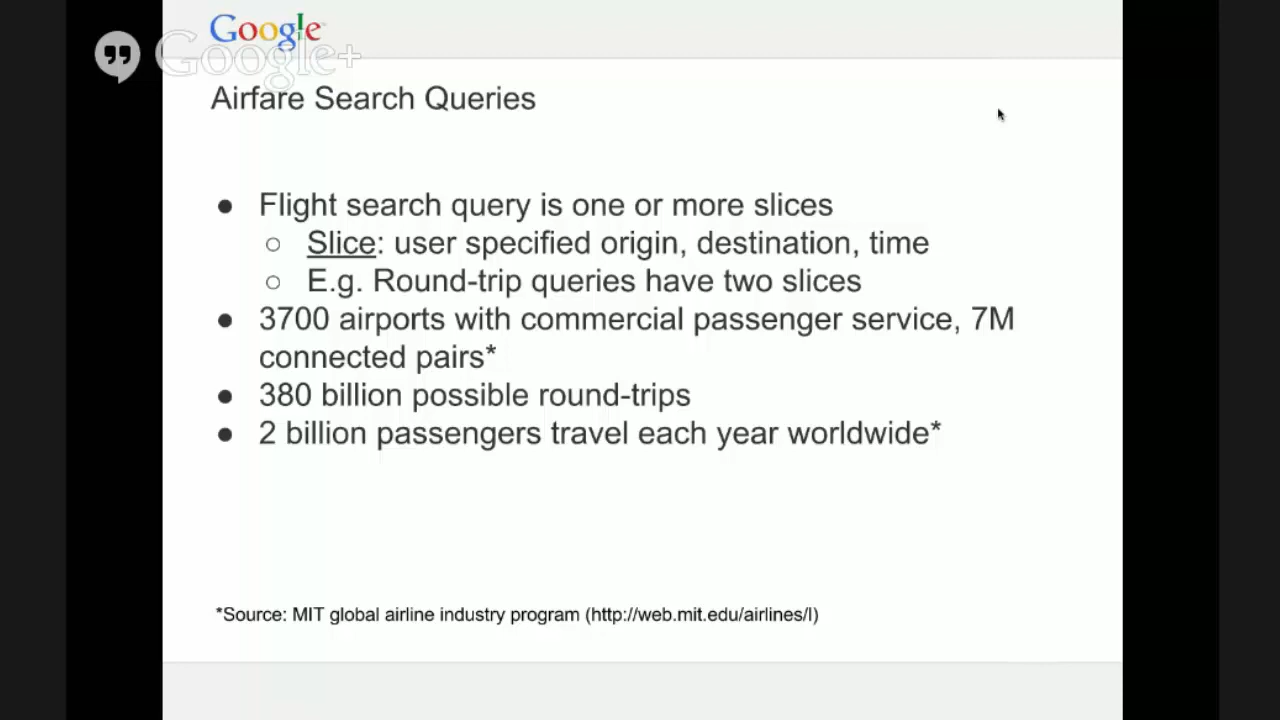 Google
Google+
Airfare Search Queries
● Flight search query is one or more slices
○ Slice: user specified origin, destination, time
○ E.g. Round-trip queries have two slices
● 3700 airports with commercial passenger service, 7M
connected pairs*
● 380 billion possible round-trips
● 2 billion passengers travel each year worldwide*
*Source: MIT global airline industry program (http://web.mit.edu/airlines/l)